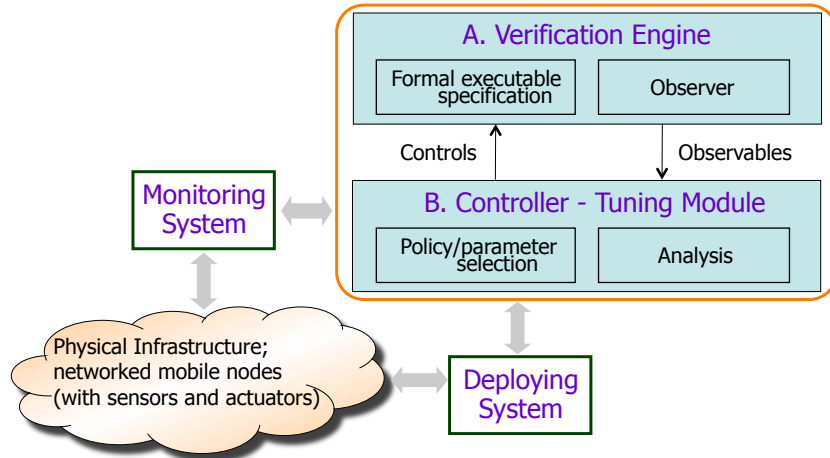 A. Verification Engine
Formal executable
specification
Observer
Controls
Observables
Monitoring
System
B. Controller - Tuning Module
Policy/parameter
selection
Analysis
Physical Infrastructure;
networked mobile nodes
(with sensors and actuators)
Deploying
System